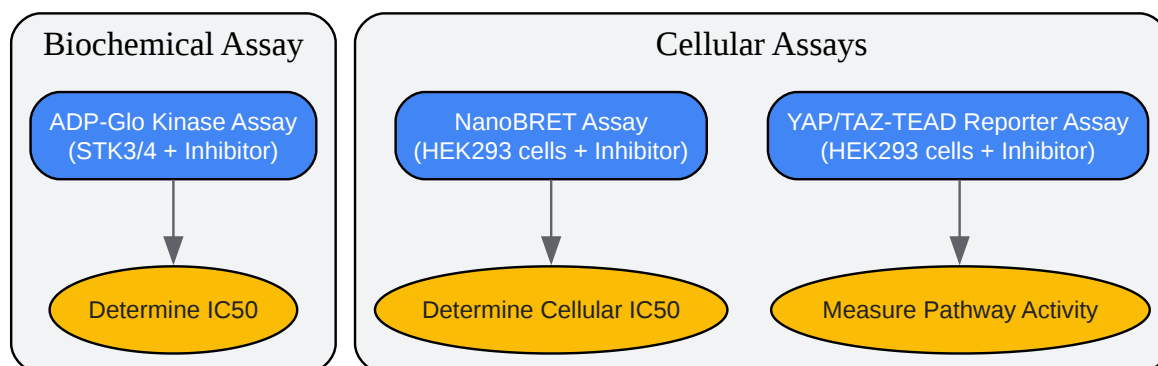 Biochemical Assay
ADP-Glo Kinase Assay
(STK3/4 + Inhibitor)
Determine IC50
Cellular Assays
NanoBRET Assay
(HEK293 cells + Inhibitor)
Determine Cellular IC50
YAP/TAZ-TEAD Reporter Assay
(HEK293 cells + Inhibitor)
Measure Pathway Activity